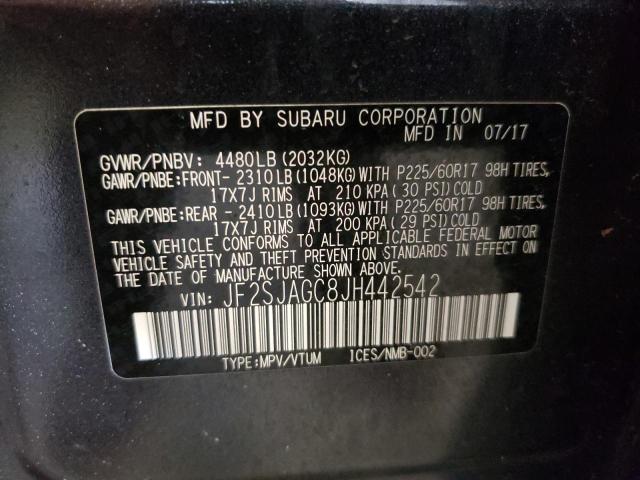 MFD BY SUBARU CORPORATION
MFD IN 07/17
GVWR/PNBV: 4480LB(2032KG)
GAWR/PNBE:FRONT- 2310LB(1048KG)WITH P225/60R17 98H TIRES,
17X7J RIMS AT 210 KPA(30 PSI)COLD
GAWR/PNBE:REAR - 2410LB(1093KG)WITH P225/60R17 98H TIRES,
17X7J RIMS AT 200 KPA(29 PSI)COLD
THIS VEHICLE CONFORMS TO ALL APPLICABLE FEDERAL MOTOR
VEHICLE SAFETY AND THEFT PREVENTION STANDARDS IN EFFECT ON
THE DATE OF MANUFACTURE SHOWN ABOVE.
VIN: JF2SJAGC8JH442542
TYPE:MPV/VTUM ICES/NMB-002